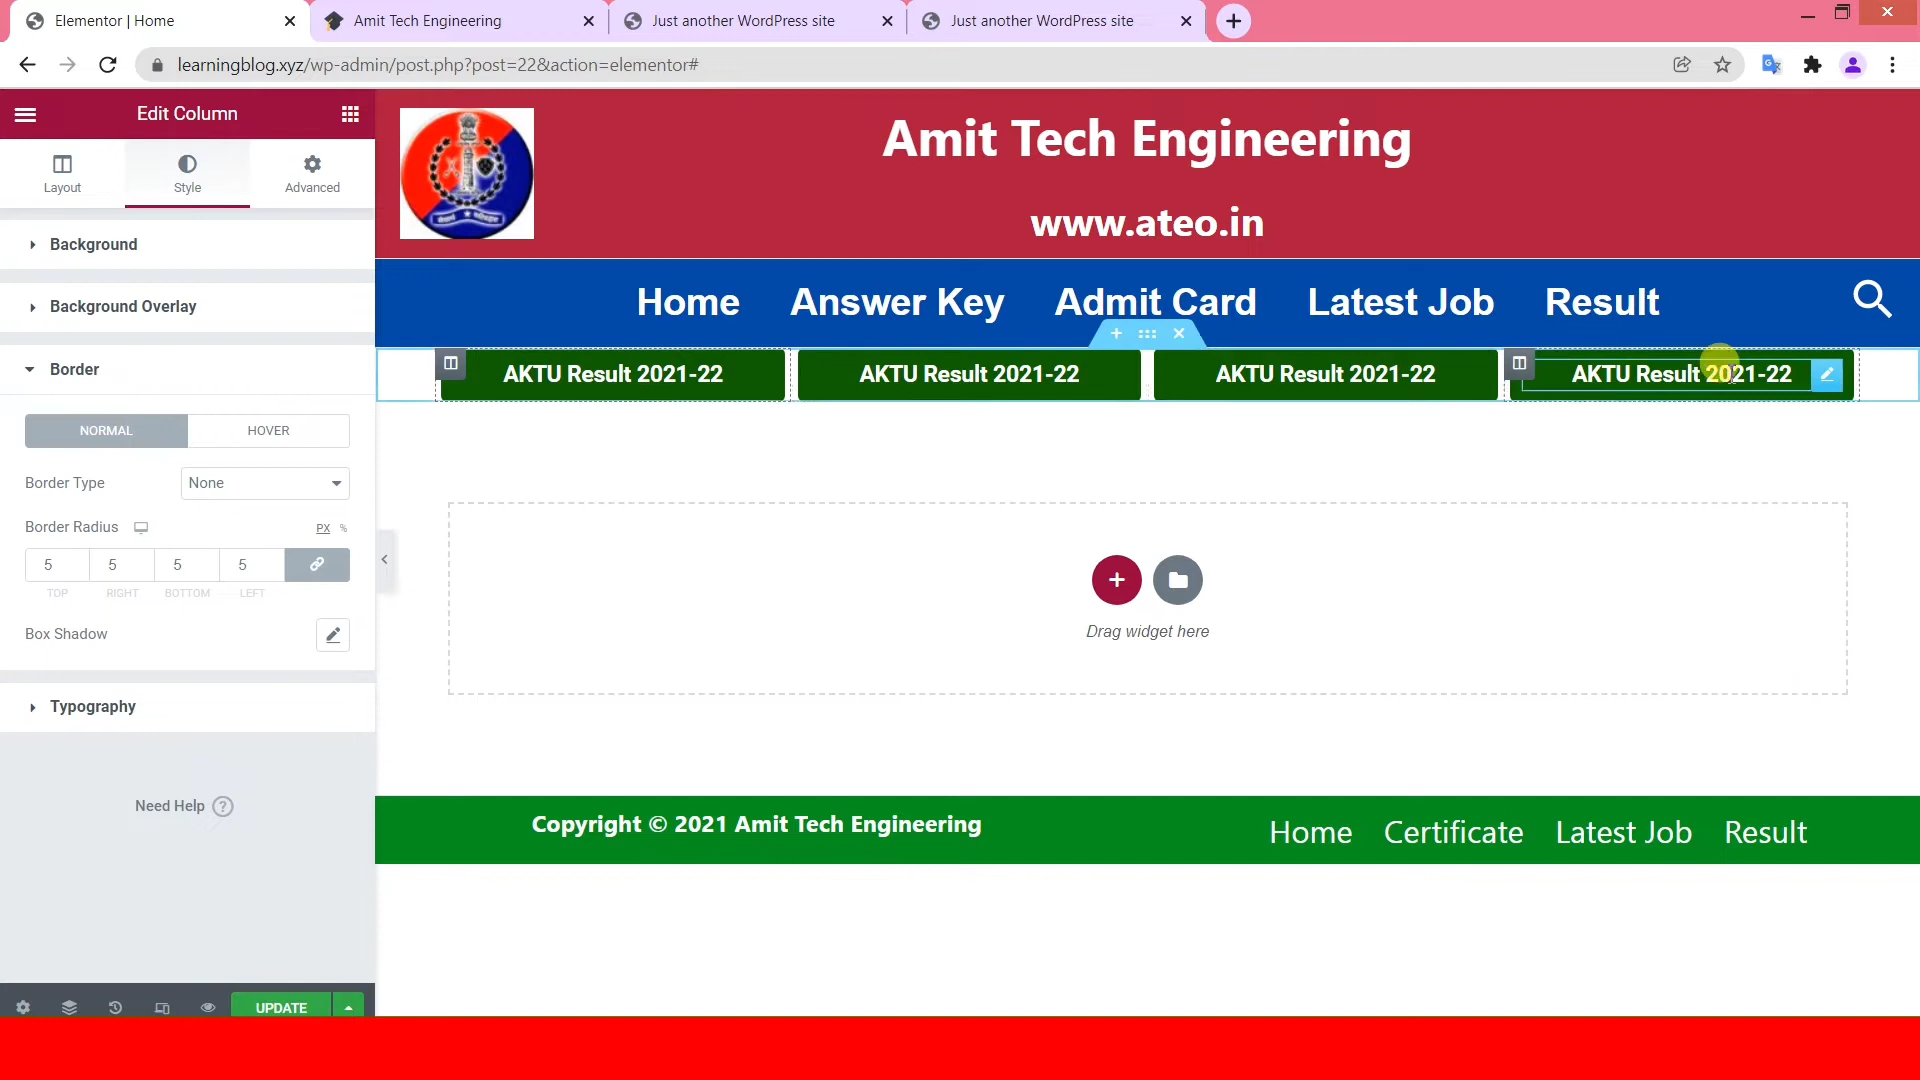 Elementor | Home
Amit Tech Engineering
Just another WordPress site
Just another WordPress site
learningblog.xyz/wp-admin/post.php?post=22&action=elementor#
Edit Column
Layout
Style
Advanced
Background
Background Overlay
Border
NORMAL
HOVER
Border Type
None
Border Radius
PX
%
5
5
5
5
TOP
RIGHT
BOTTOM
LEFT
Box Shadow
Typography
Need Help
?
UPDATE
Amit Tech Engineering
www.ateo.in
Home
Answer Key
Admit Card
Latest Job
Result
AKTU Result 2021-22
AKTU Result 2021-22
AKTU Result 2021-22
AKTU Result 2021-22
Drag widget here
Copyright © 2021 Amit Tech Engineering
Home
Certificate
Latest Job
Result